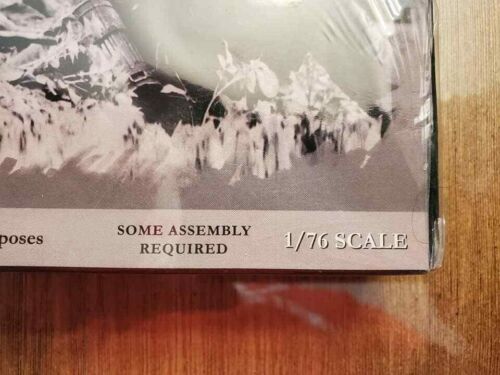 poses
SOME ASSEMBLY
REQUIRED
1/76 SCALE